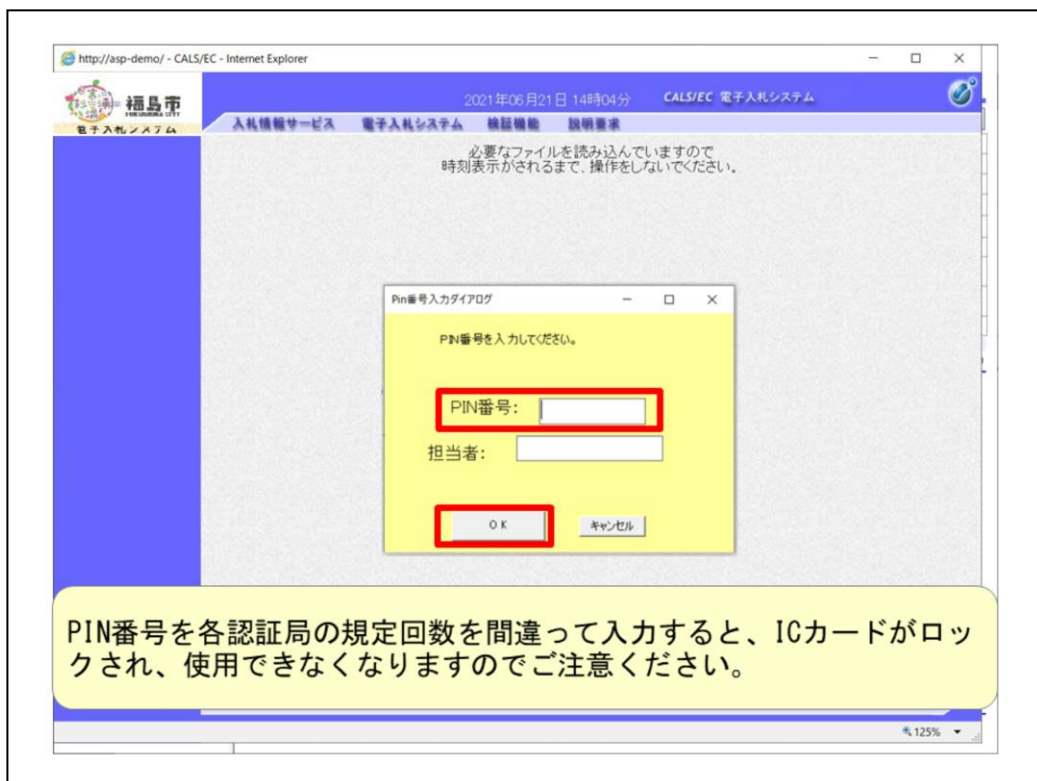 http://asp-demo/ - CALS/EC - Internet Explorer
福島市
FUKUSHIMA CITY
電子入札システム
2021年06月21日 14時04分 CALS/EC 電子入札システム
入札情報サービス 電子入札システム 検証機能 説明要求
必要なファイルを読み込んでいますので
時刻表示がされるまで、操作をしないでください。
Pin番号入力ダイアログ
PIN番号を入力してください。
PIN番号:
担当者:
OK キャンセル
PIN番号を各認証局の規定回数を間違って入力すると、ICカードがロッ
クされ、使用できなくなりますのでご注意ください。
125%